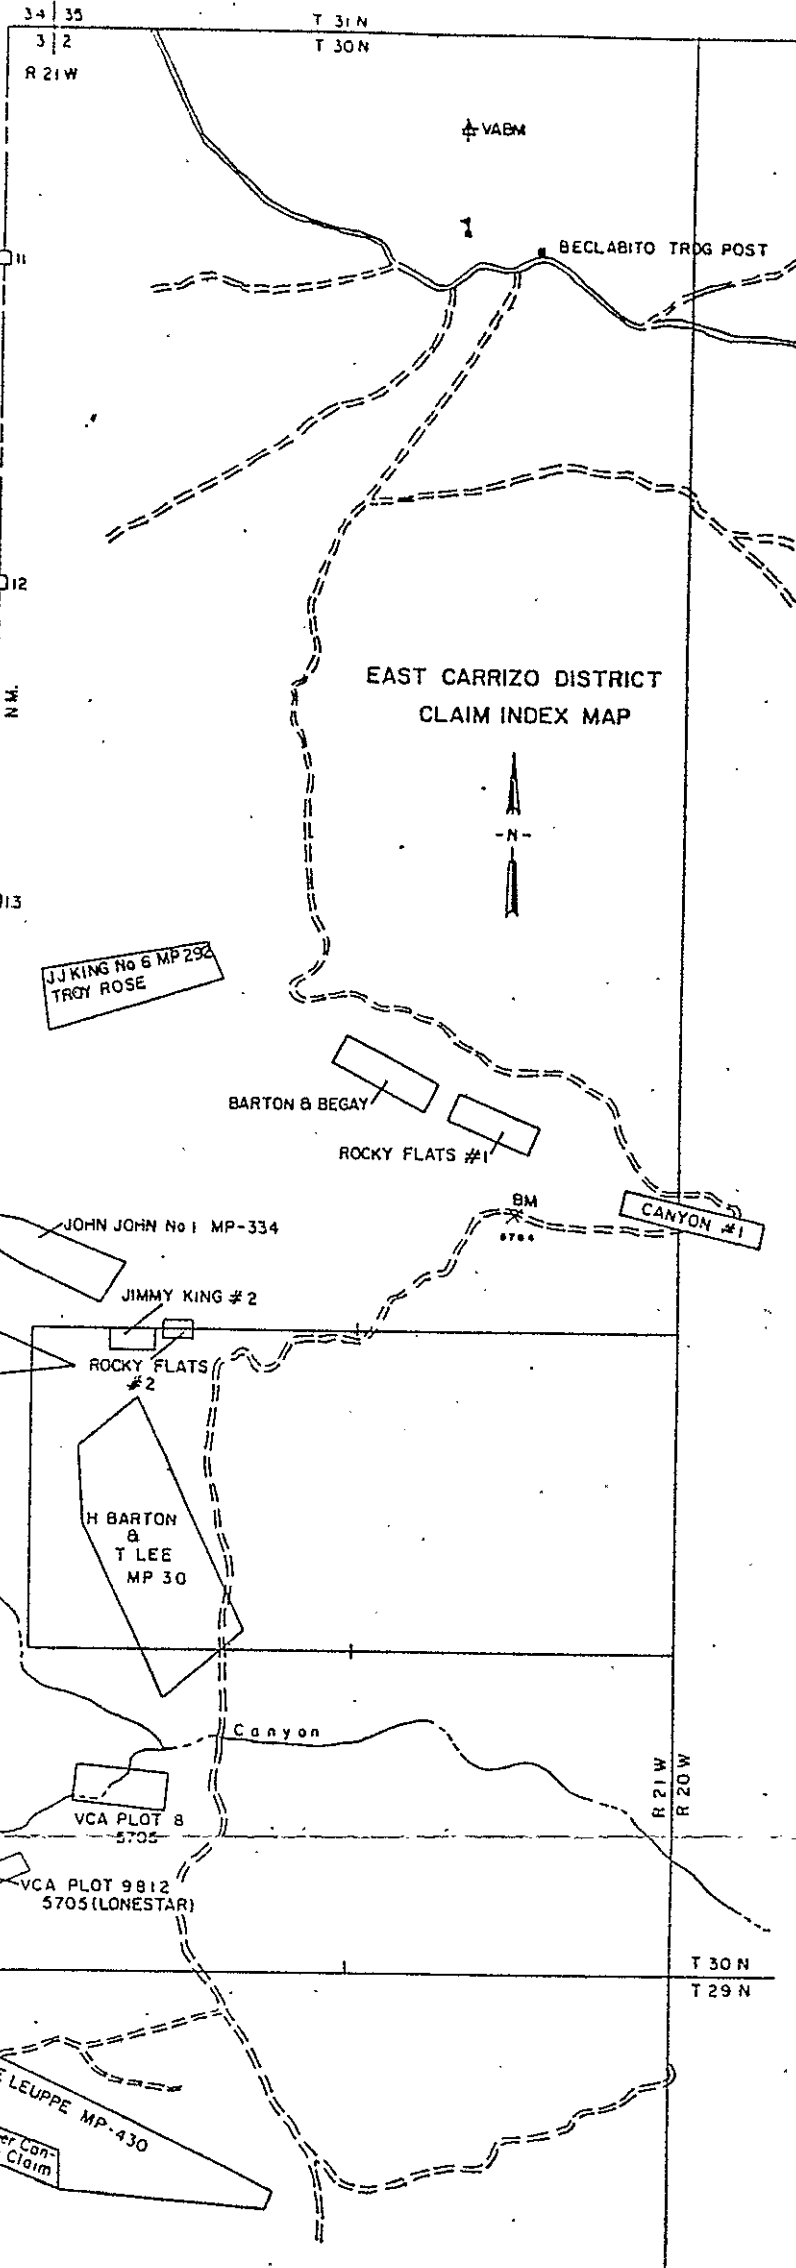 34 35
3 2
T 31 N
T 30 N
R 21 W
VABM
BECLABITO TRDG POST
11
12
N M.
EAST CARRIZO DISTRICT
CLAIM INDEX MAP
-N-
13
JJ KING No 6 MP 292
TROY ROSE
BARTON & BEGAY
ROCKY FLATS #1
BM
CANYON #1
JOHN JOHN No 1 MP-334
JIMMY KING #2
ROCKY FLATS
#2
H BARTON
&
T LEE
MP 30
Canyon
R 21 W
R 20 W
VCA PLOT 8
5705
VCA PLOT 9812
5705 (LONESTAR)
T 30 N
T 29 N
E LEUPPE MP-430
er Can-
Claim